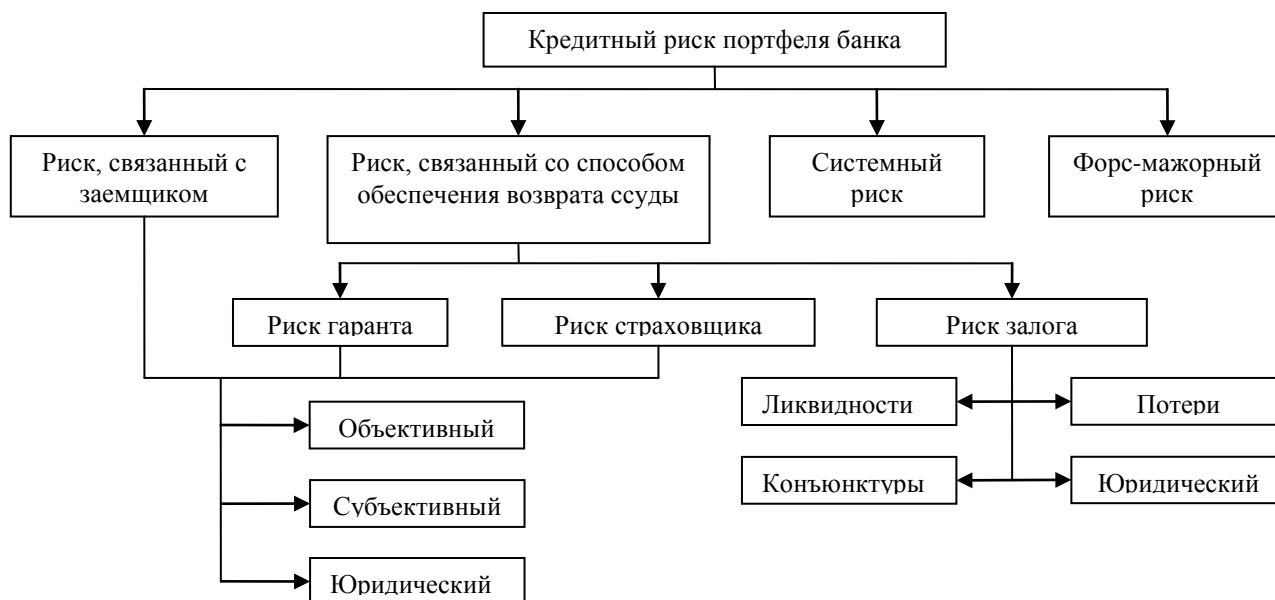 Кредитный риск портфеля банка
Риск, связанный с
заемщиком
Риск, связанный со способом
обеспечения возврата ссуды
Системный
риск
Форс-мажорный
риск
Риск гаранта
Риск страховщика
Риск залога
Ликвидности
Потери
Объективный
Конъюнктуры
Юридический
Субъективный
Юридический